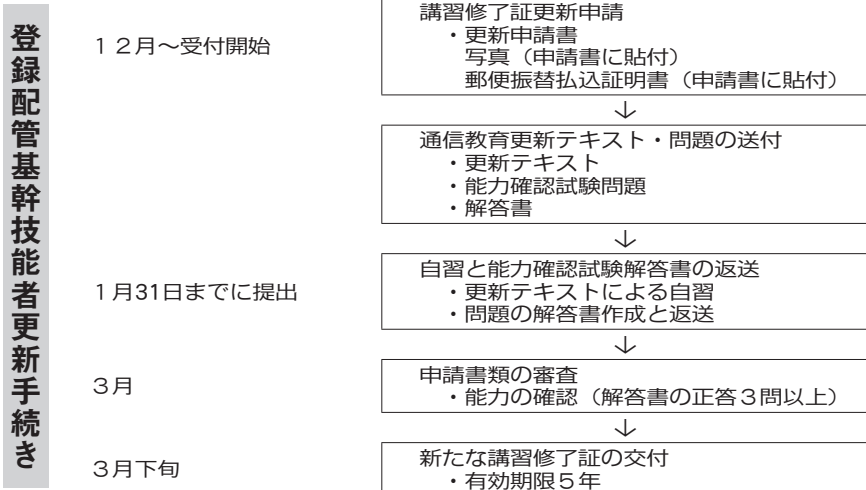 登録配管基幹技能者更新手続き
１２月～受付開始
講習修了証更新申請
・更新申請書
写真（申請書に貼付）
郵便振替払込証明書（申請書に貼付）
↓
通信教育更新テキスト・問題の送付
・更新テキスト
・能力確認試験問題
・解答書
↓
１月31日までに提出
自習と能力確認試験解答書の返送
・更新テキストによる自習
・問題の解答書作成と返送
↓
３月
申請書類の審査
・能力の確認（解答書の正答３問以上）
↓
３月下旬
新たな講習修了証の交付
・有効期限５年